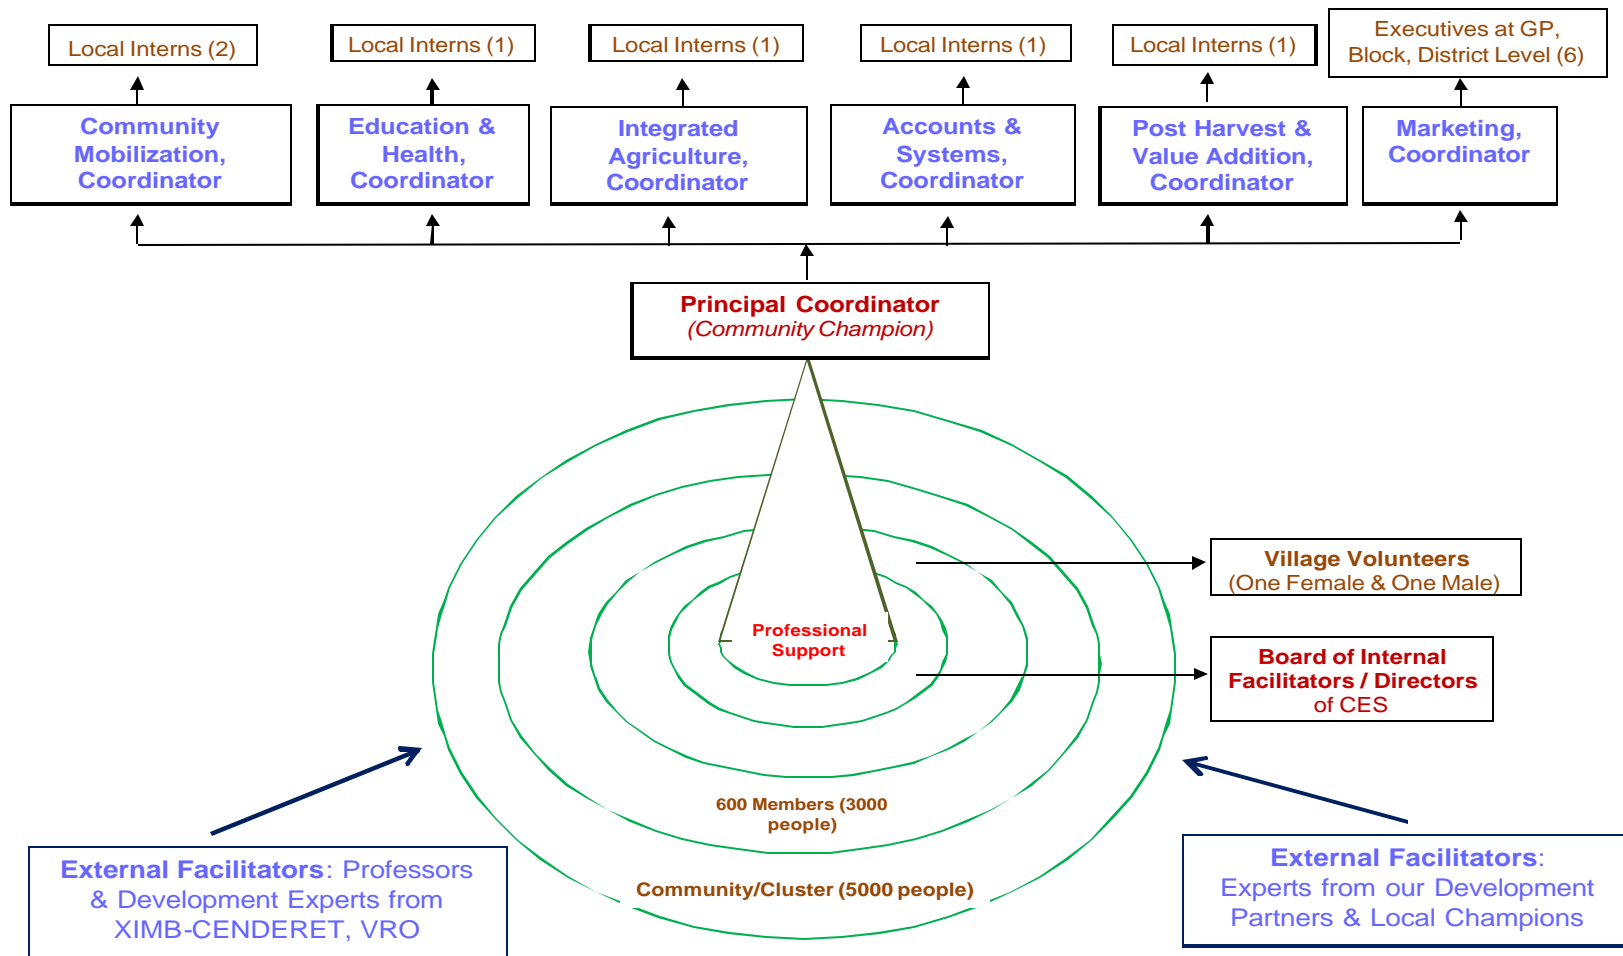 Local Interns (2)
Local Interns (1)
Local Interns (1)
Local Interns (1)
Local Interns (1)
Executives at GP,
Block, District Level (6)
Community
Mobilization,
Coordinator
Education &
Health,
Coordinator
Integrated
Agriculture,
Coordinator
Accounts &
Systems,
Coordinator
Post Harvest &
Value Addition,
Coordinator
Marketing,
Coordinator
Principal Coordinator
(Community Champion)
Village Volunteers
(One Female & One Male)
Professional
Support
Board of Internal
Facilitators / Directors
of CES
600 Members (3000
people)
Community/Cluster (5000 people)
External Facilitators: Professors
& Development Experts from
XIMB-CENDERET, VRO
External Facilitators:
Experts from our Development
Partners & Local Champions